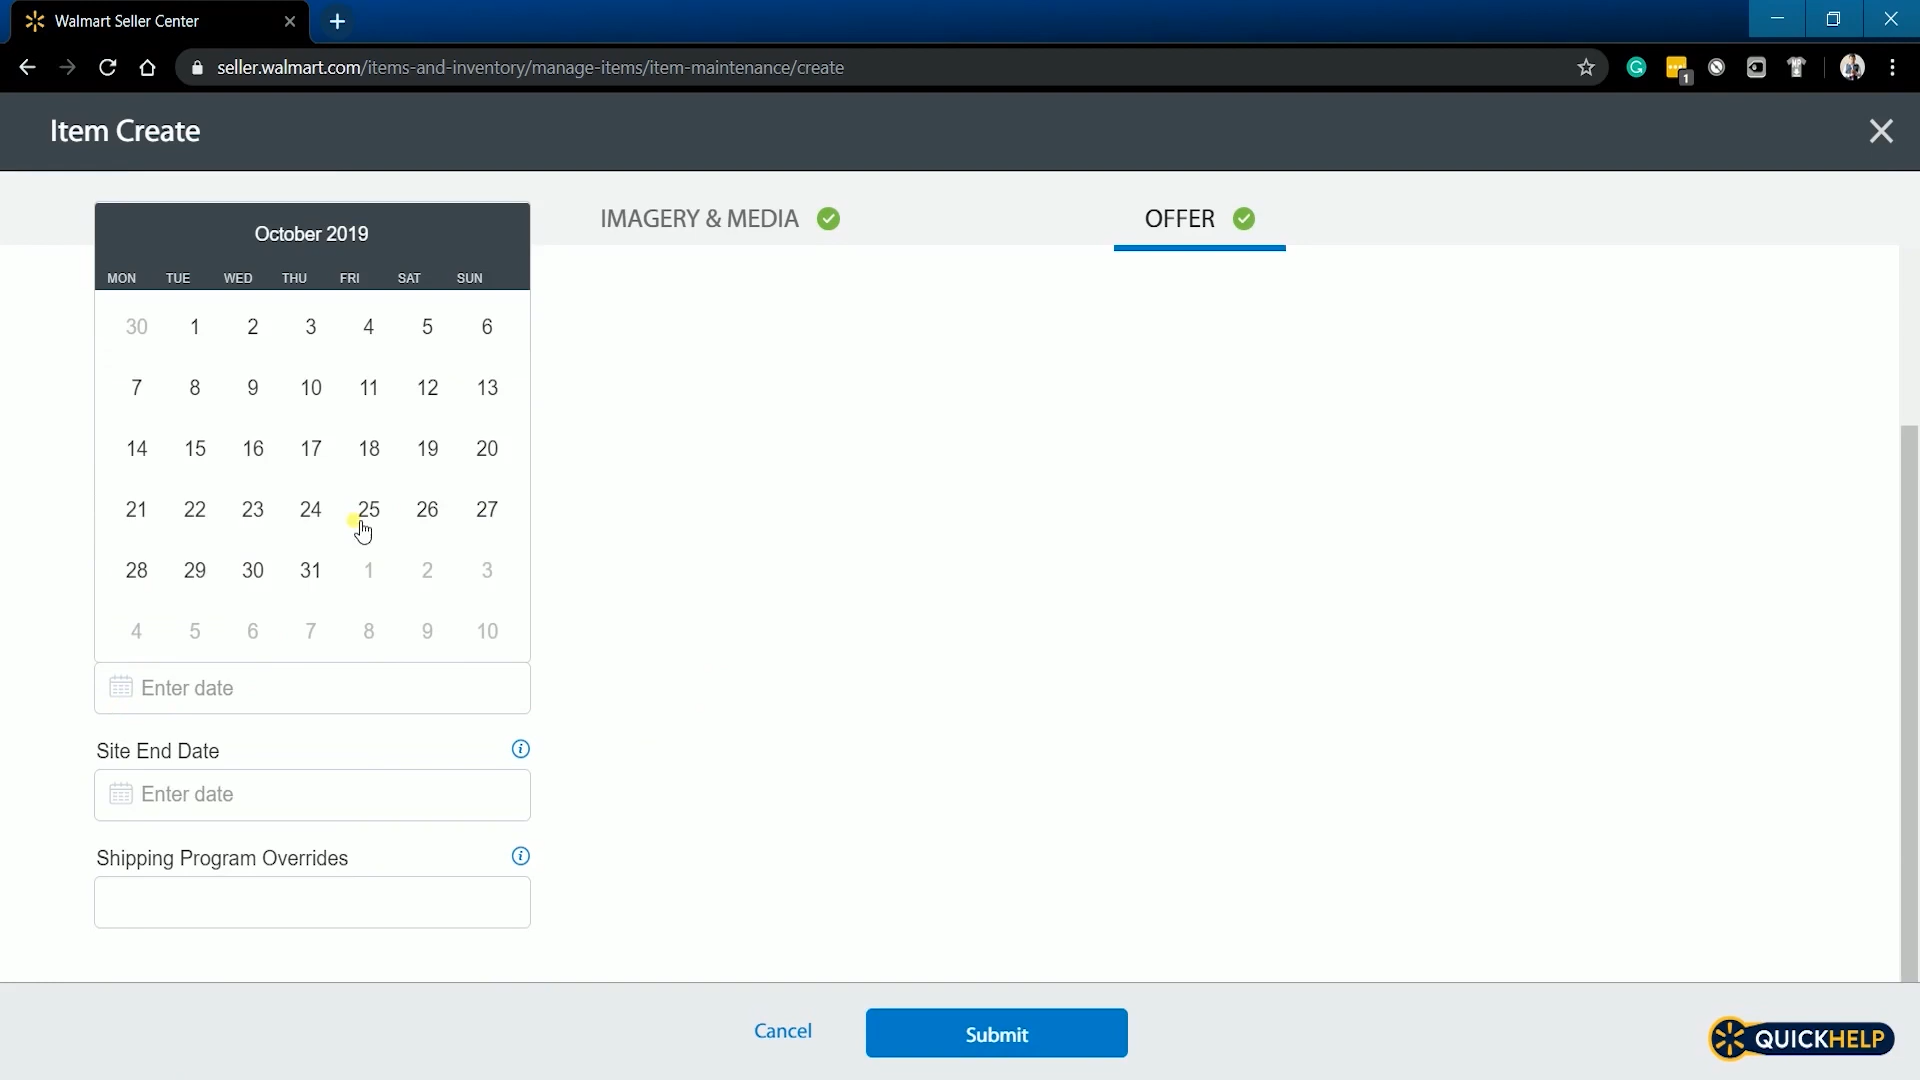 Walmart Seller Center
seller.walmart.com/items-and-inventory/manage-items/item-maintenance/create
1
Item Create
IMAGERY & MEDIA
OFFER
October 2019
MON TUE WED THU FRI SAT SUN
30 1 2 3 4 5 6
7 8 9 10 11 12 13
14 15 16 17 18 19 20
21 22 23 24 25 26 27
28 29 30 31 1 2 3
4 5 6 7 8 9 10
Enter date
Site End Date
Enter date
Shipping Program Overrides
Cancel
Submit
QUICKHELP